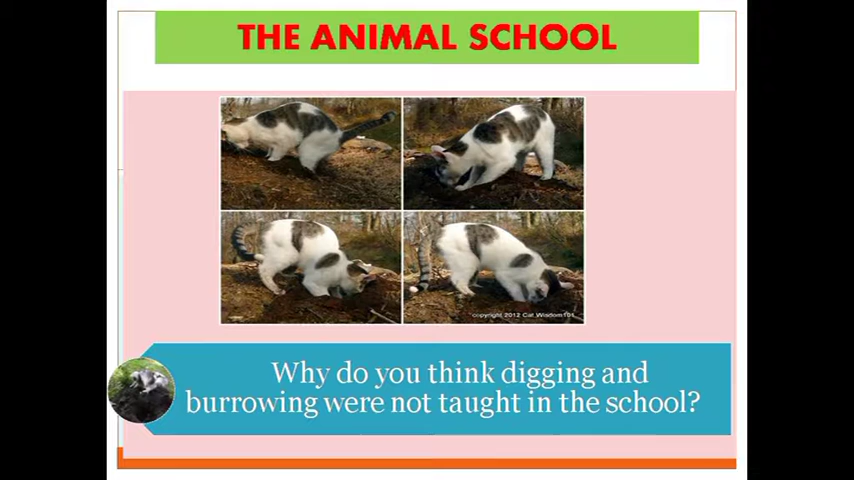 THE ANIMAL SCHOOL
copyright 2012 Cat Wisdom101
Why do you think digging and
burrowing were not taught in the school?